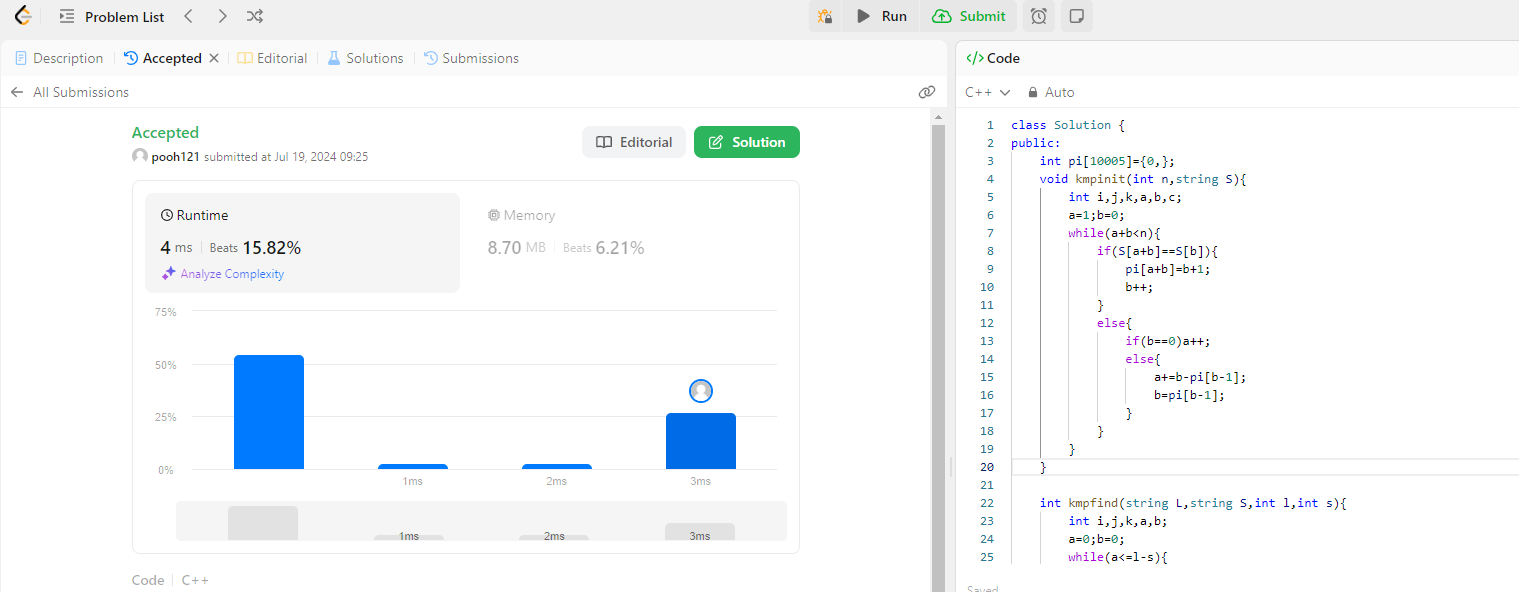 Problem List
Run
Submit
Description
Accepted
Editorial
Solutions
Submissions
All Submissions
Accepted
pooh121 submitted at Jul 19, 2024 09:25
Editorial
Solution
Runtime
4 ms
Beats 15.82%
Analyze Complexity
Memory
8.70 MB
Beats 6.21%
75%
50%
25%
0%
1ms
2ms
3ms
1ms
2ms
3ms
Code
C++
</> Code
C++
Auto
1 class Solution {
2 public:
3 int pi[10005]={0,};
4 void kmpinit(int n,string S){
5 int i,j,k,a,b,c;
6 a=1;b=0;
7 while(a+b<n){
8 if(S[a+b]==S[b]){
9 pi[a+b]=b+1;
10 b++;
11 }
12 else{
13 if(b==0)a++;
14 else{
15 a+=b-pi[b-1];
16 b=pi[b-1];
17 }
18 }
19 }
20 }
21
22 int kmpfind(string L,string S,int l,int s){
23 int i,j,k,a,b;
24 a=0;b=0;
25 while(a<=l-s){
Saved